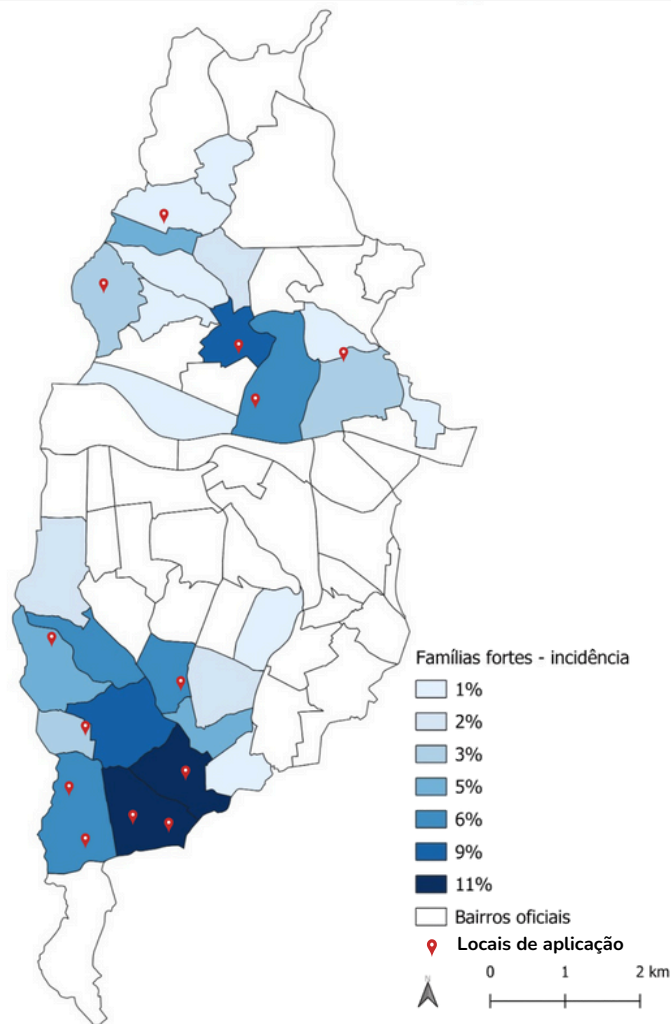 Famílias fortes - incidência
1%
2%
3%
5%
6%
9%
11%
Bairros oficiais
Locais de aplicação
N
0 1 2 km